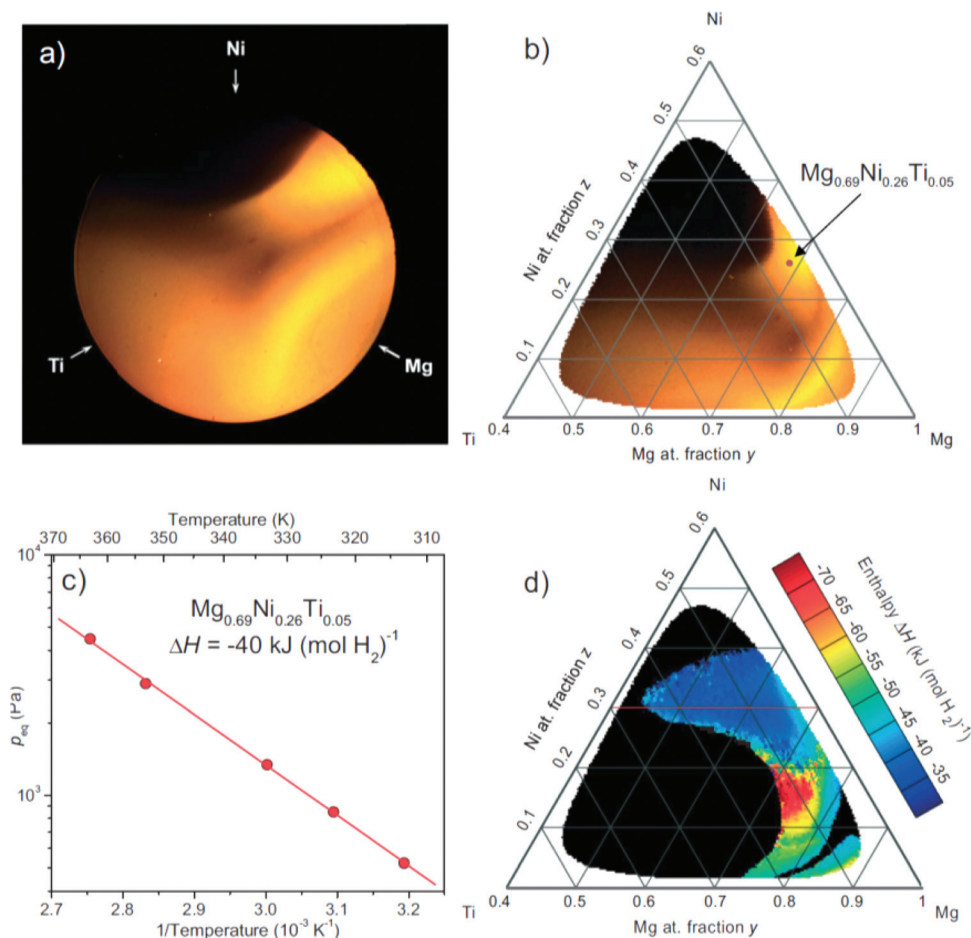 a)
Ni
Ti
Mg
b)
Ni
0.6
0.5
0.4
0.3
0.2
0.1
Ni at. fraction z
Mg0.69Ni0.26Ti0.05
Ti
0.4
0.5
0.6
0.7
0.8
0.9
1
Mg
Mg at. fraction y
c)
Temperature (K)
370 360 350 340 330 320 310
10^4
10^3
peq (Pa)
Mg0.69Ni0.26Ti0.05
ΔH = -40 kJ (mol H2)^-1
2.7 2.8 2.9 3.0 3.1 3.2
1/Temperature (10^-3 K^-1)
d)
Ni
0.6
0.5
0.4
0.3
0.2
0.1
Ni at. fraction z
Enthalpy ΔH (kJ (mol H2)^-1)
-70
-65
-60
-55
-50
-45
-40
-35
Ti
0.4
0.5
0.6
0.7
0.8
0.9
1
Mg
Mg at. fraction y